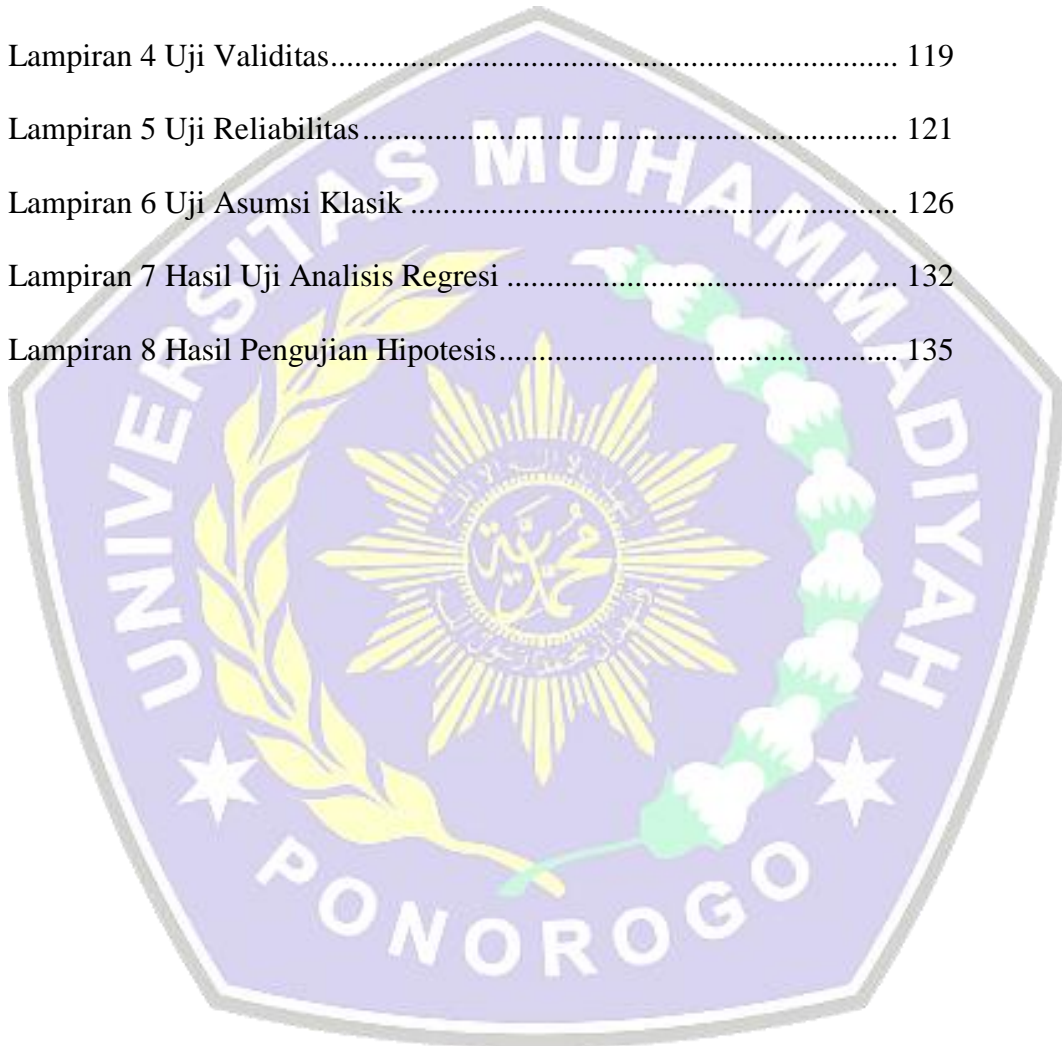 Lampiran 4 Uji Validitas.................................................................... 119
Lampiran 5 Uji Reliabilitas................................................................ 121
Lampiran 6 Uji Asumsi Klasik .......................................................... 126
Lampiran 7 Hasil Uji Analisis Regresi ............................................... 132
Lampiran 8 Hasil Pengujian Hipotesis................................................ 135
UNIVERSITAS MUHAMMADIYAH
PONOROGO